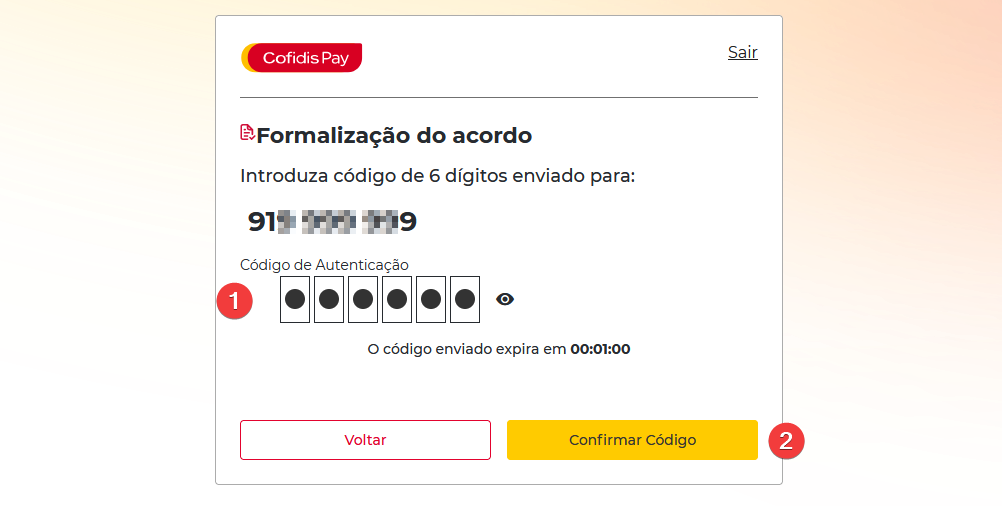 Cofidis Pay
Sair
Formalização do acordo
Introduza código de 6 dígitos enviado para:
91 9
Código de Autenticação
1
O código enviado expira em 00:01:00
Voltar
Confirmar Código
2